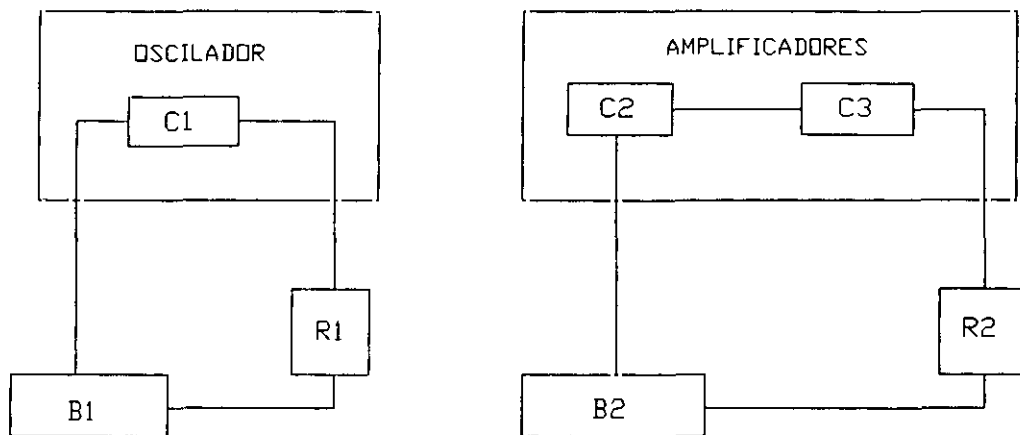 OSCILADOR
C1
R1
B1
AMPLIFICADORES
C2
C3
R2
B2